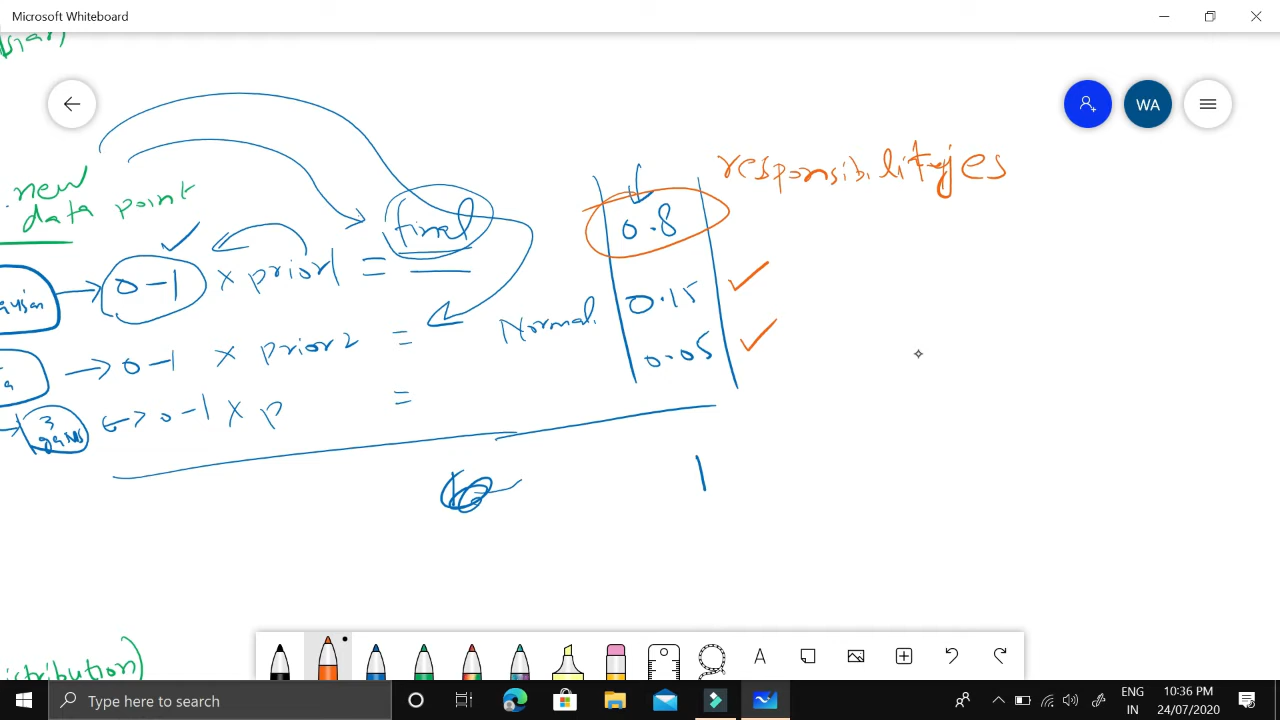 Microsoft Whiteboard
WA
responsibilities
new
data point
final
0.8
0-1 x prior1 =
0.15
Normal.
0-1 x prior2 =
0.05
3
gauss
0-1 x p =
1
Type here to search
ENG
IN
10:36 PM
24/07/2020